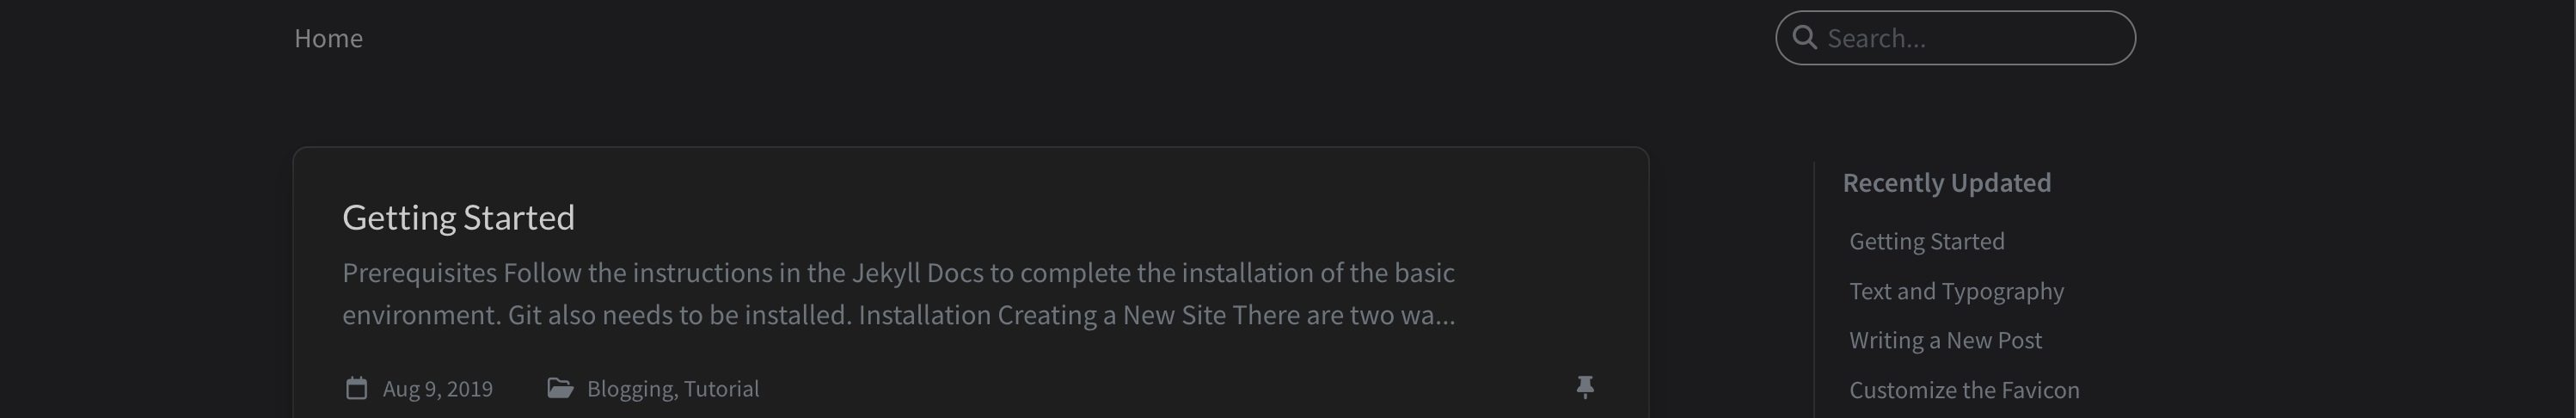 Home
Search...
Getting Started
Prerequisites Follow the instructions in the Jekyll Docs to complete the installation of the basic
environment. Git also needs to be installed. Installation Creating a New Site There are two wa...
Aug 9, 2019
Blogging, Tutorial
Recently Updated
Getting Started
Text and Typography
Writing a New Post
Customize the Favicon